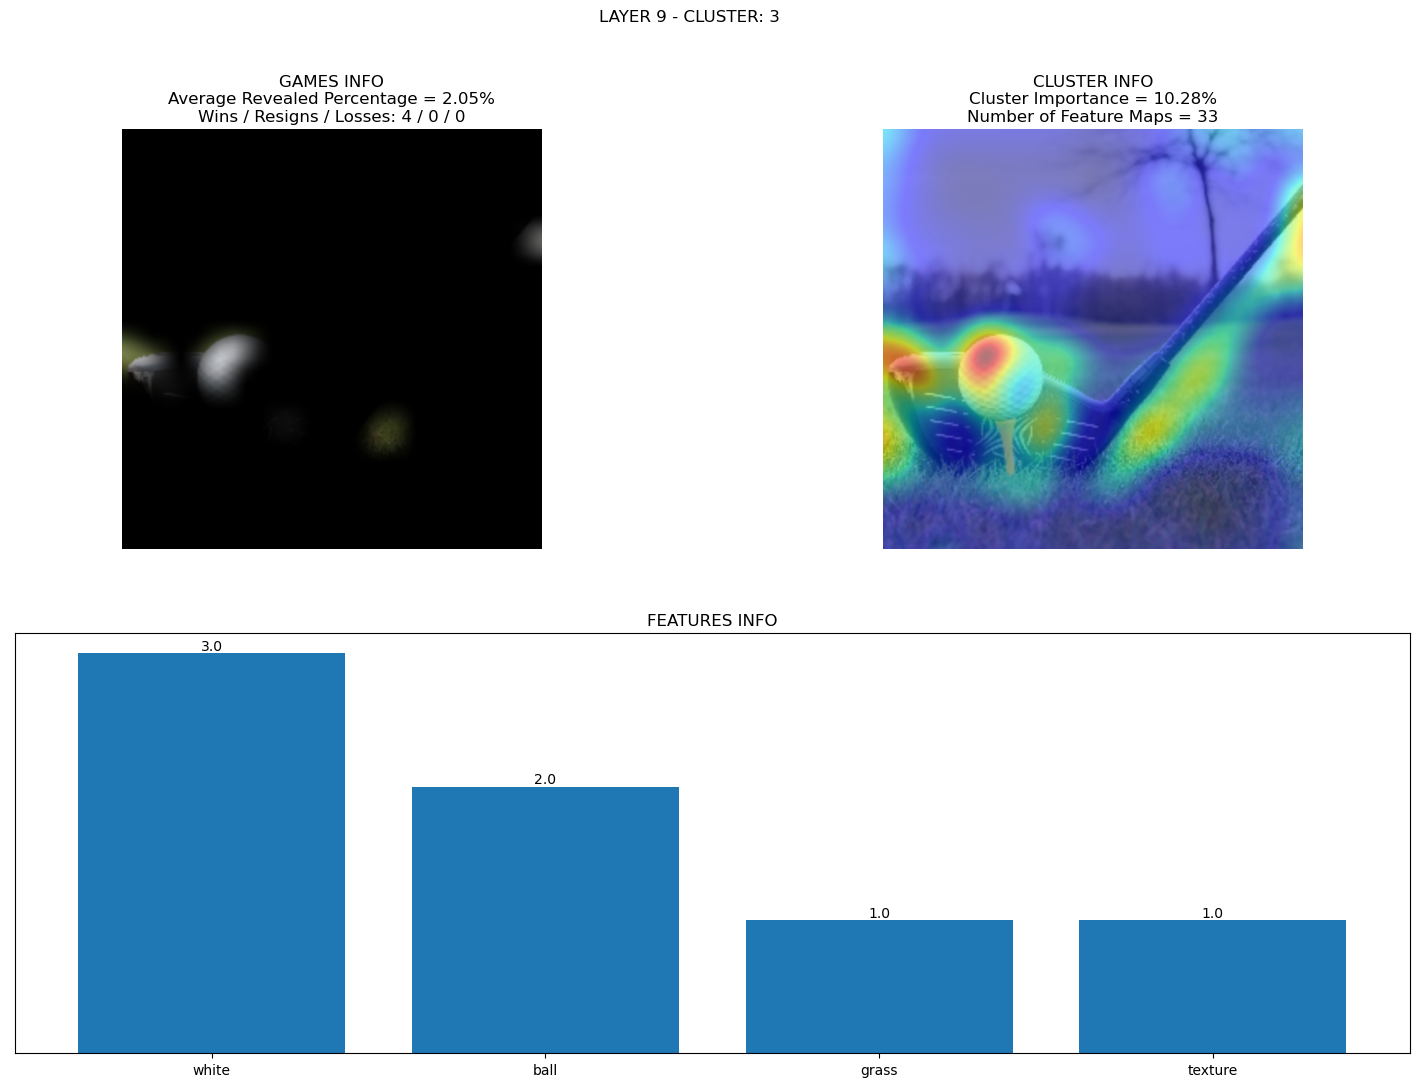 LAYER 9 - CLUSTER: 3
GAMES INFO
Average Revealed Percentage = 2.05%
Wins / Resigns / Losses: 4 / 0 / 0
CLUSTER INFO
Cluster Importance = 10.28%
Number of Feature Maps = 33
FEATURES INFO
3.0
2.0
1.0
1.0
white
ball
grass
texture